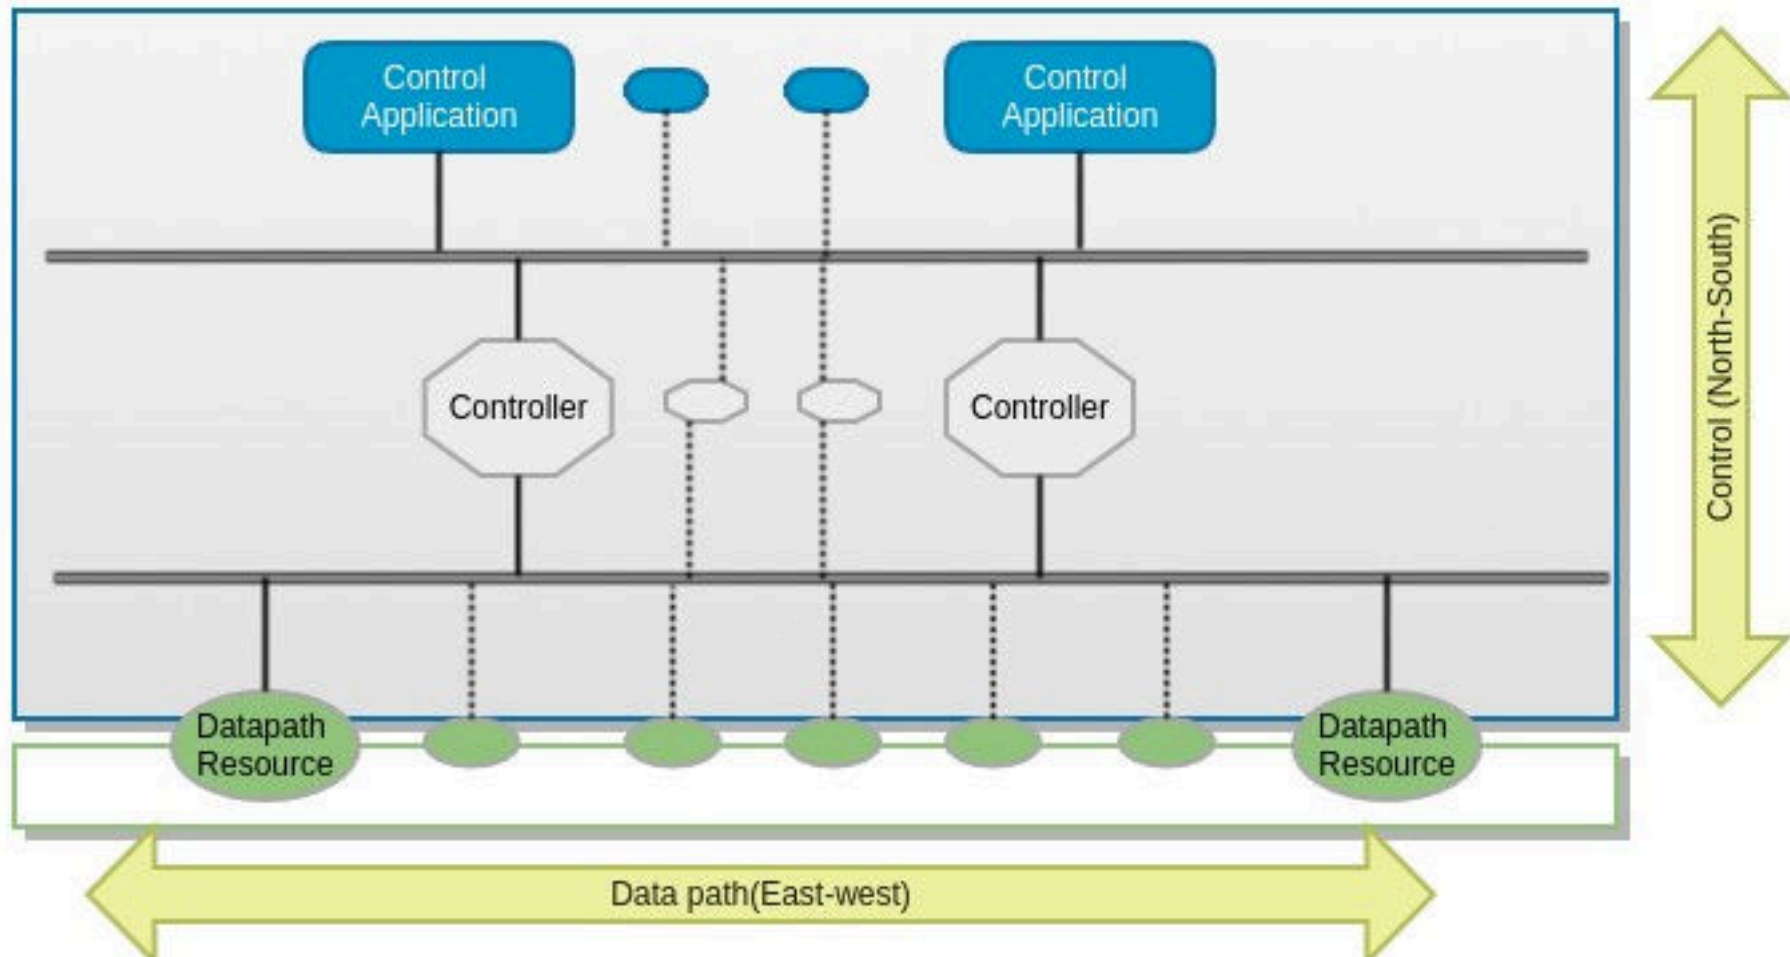 Control
Application
Control
Application
Controller
Controller
Control (North-South)
Datapath
Resource
Datapath
Resource
Data path(East-west)